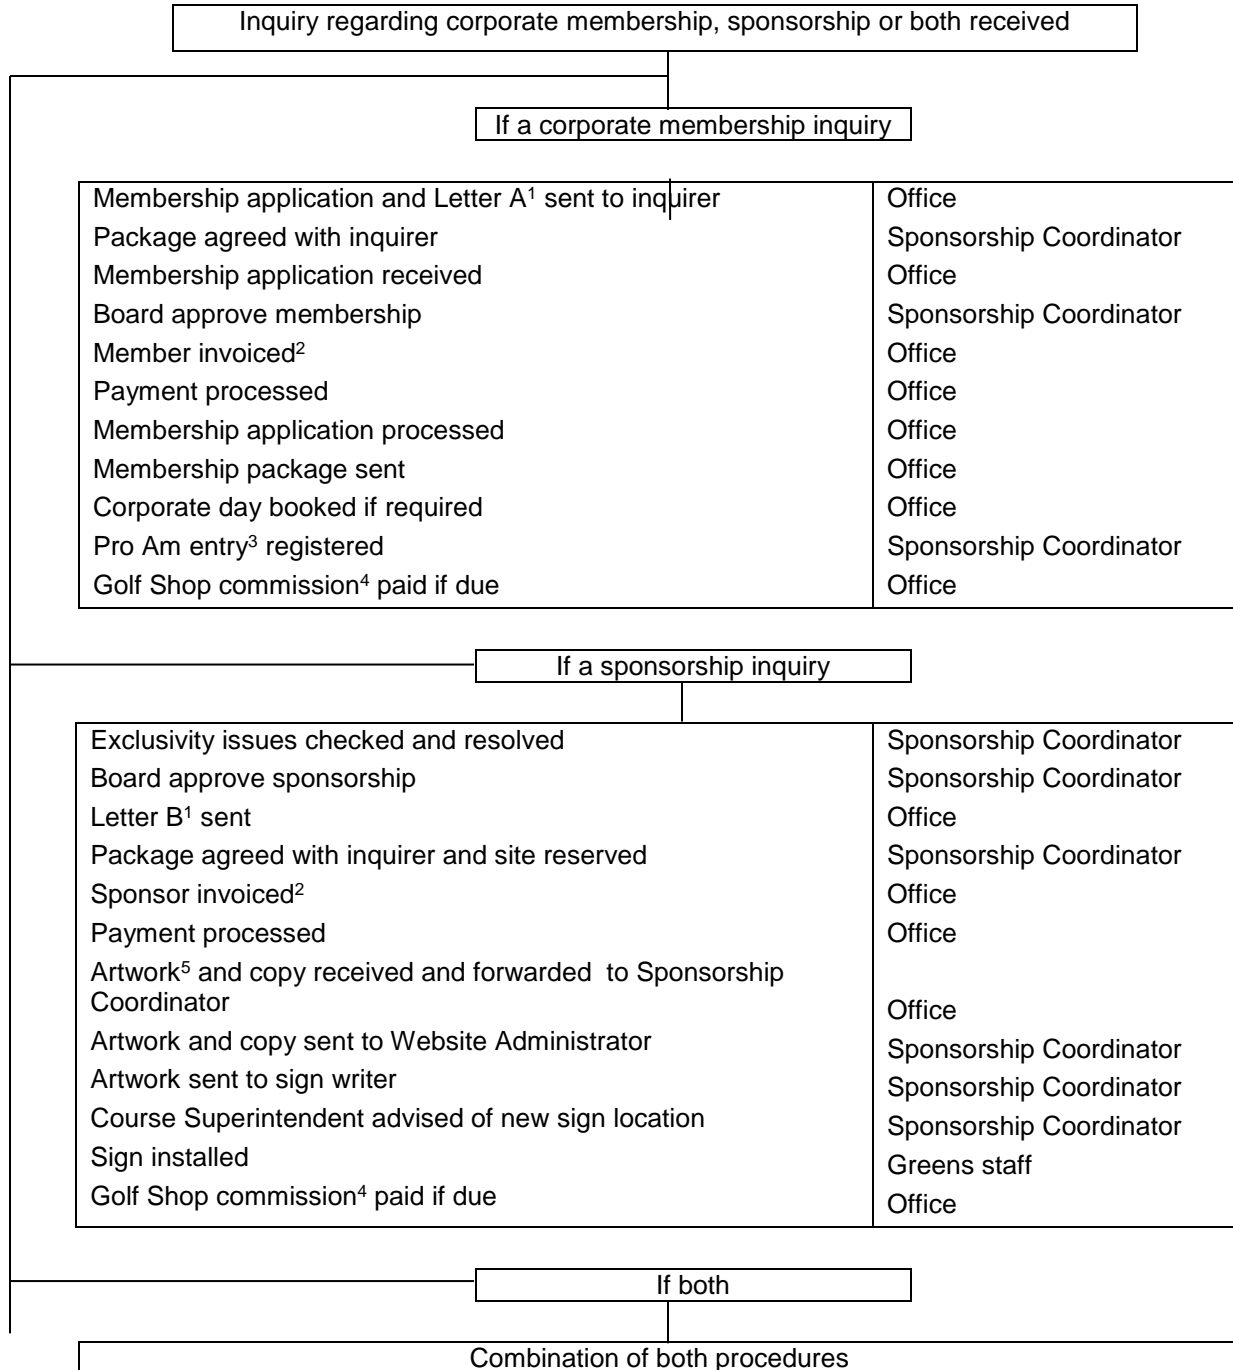 Inquiry regarding corporate membership, sponsorship or both received
If a corporate membership inquiry
Membership application and Letter A¹ sent to inquirer Office
Package agreed with inquirer Sponsorship Coordinator
Membership application received Office
Board approve membership Sponsorship Coordinator
Member invoiced² Office
Payment processed Office
Membership application processed Office
Membership package sent Office
Corporate day booked if required Office
Pro Am entry³ registered Sponsorship Coordinator
Golf Shop commission⁴ paid if due Office
If a sponsorship inquiry
Exclusivity issues checked and resolved Sponsorship Coordinator
Board approve sponsorship Sponsorship Coordinator
Letter B¹ sent Office
Package agreed with inquirer and site reserved Sponsorship Coordinator
Sponsor invoiced² Office
Payment processed Office
Artwork⁵ and copy received and forwarded to Sponsorship
Coordinator Office
Artwork and copy sent to Website Administrator Sponsorship Coordinator
Artwork sent to sign writer Sponsorship Coordinator
Course Superintendent advised of new sign location Sponsorship Coordinator
Sign installed Greens staff
Golf Shop commission⁴ paid if due Office
If both
Combination of both procedures